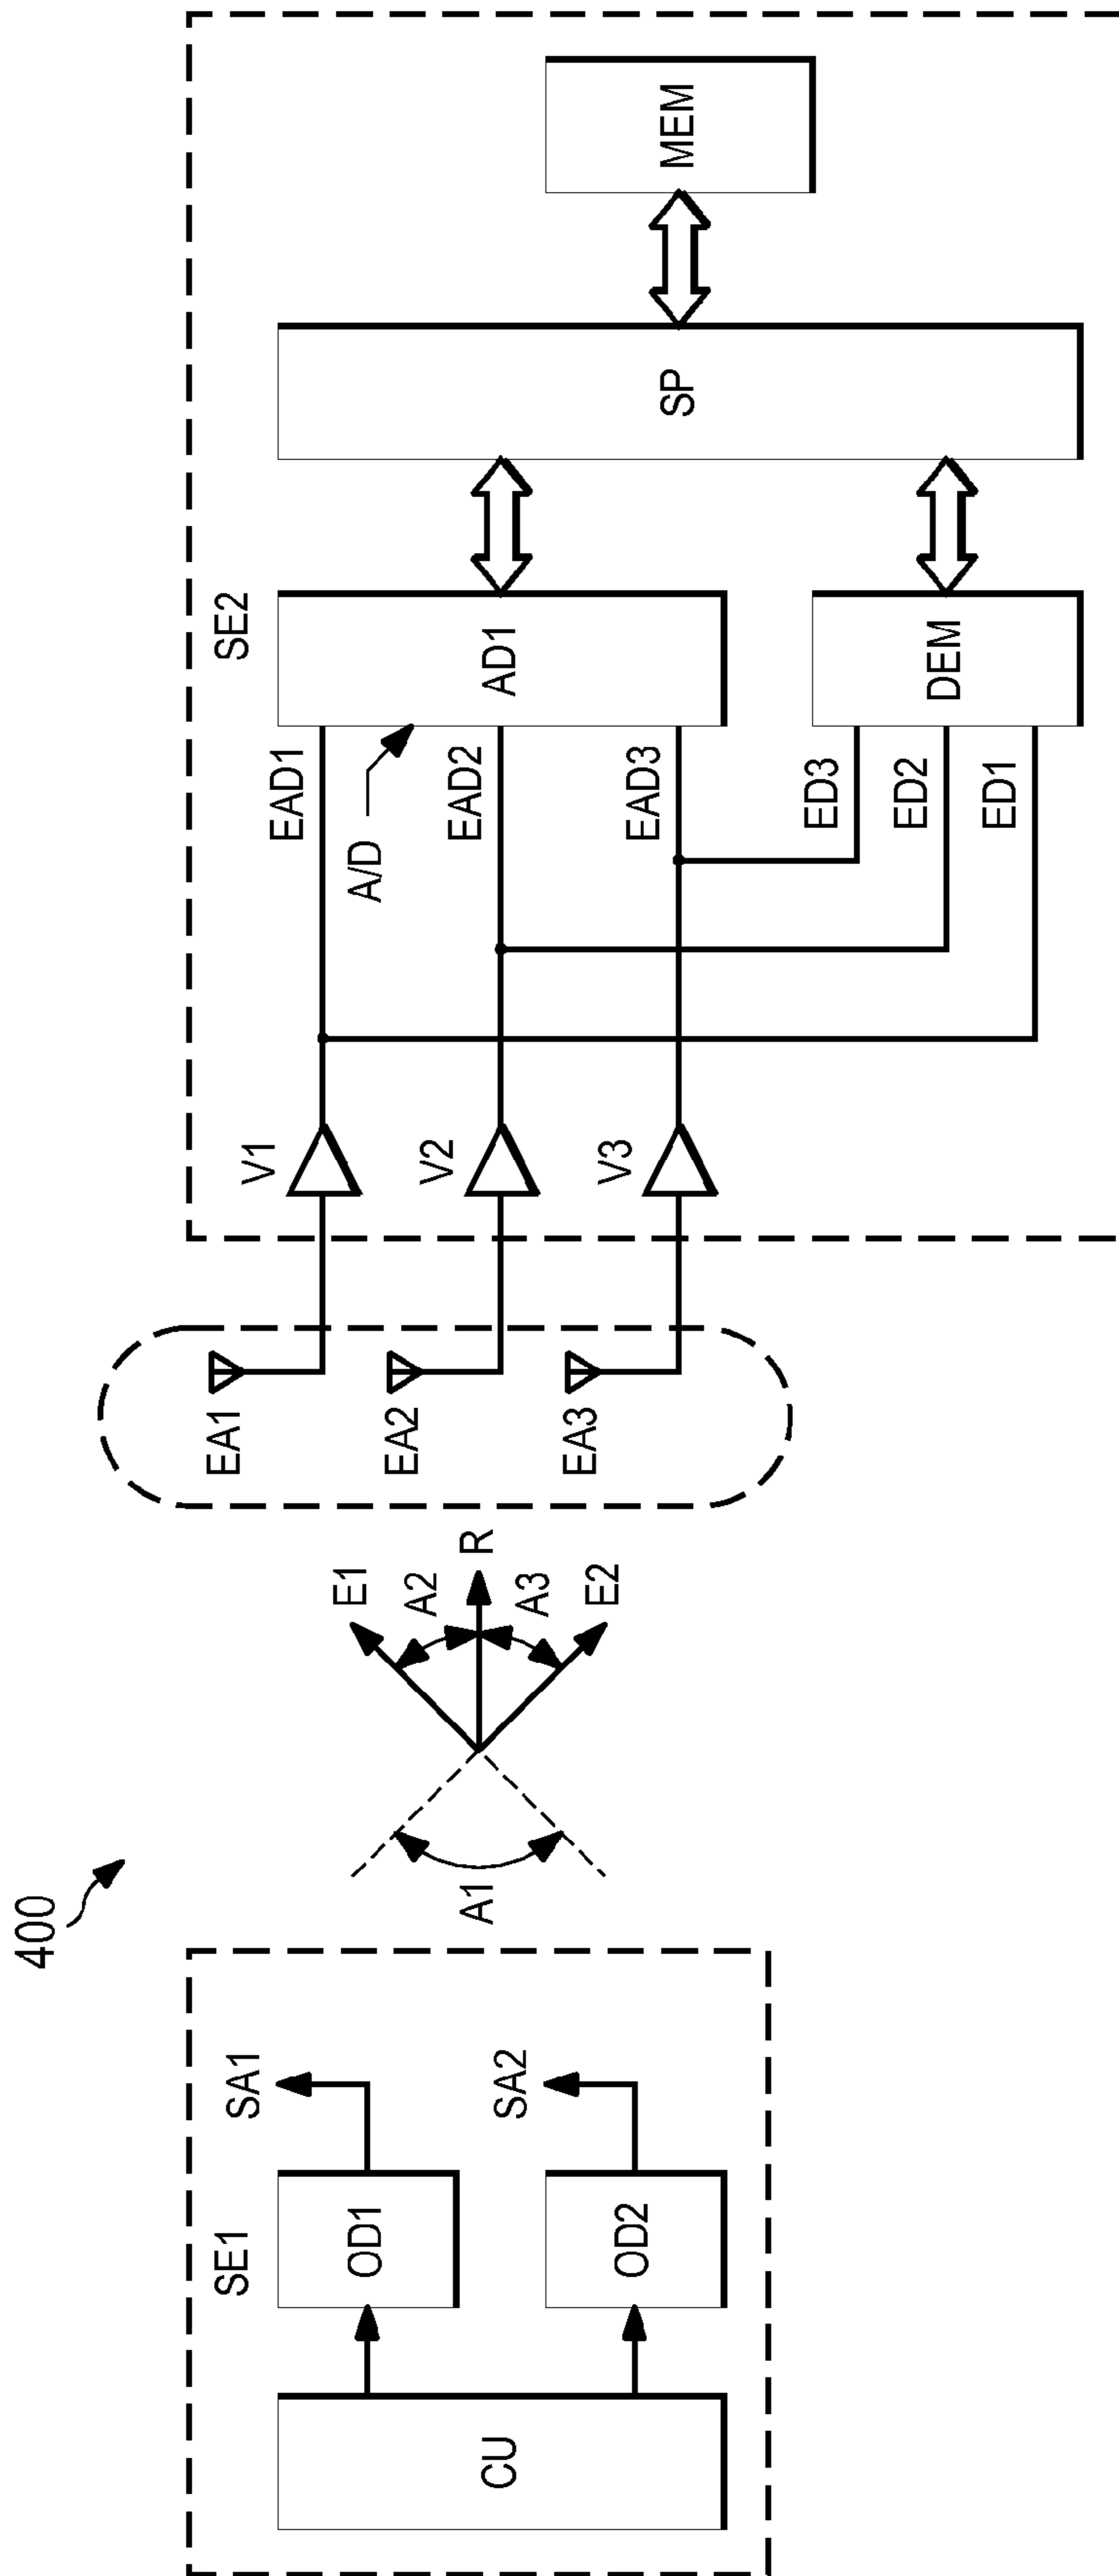 400
CU
SE1
OD1
OD2
SA1
SA2
A1
E1
A2
R
A3
E2
EA1
EA2
EA3
V1
V2
V3
EAD1
A/D
EAD2
EAD3
ED3
ED2
ED1
SE2
AD1
DEM
SP
MEM